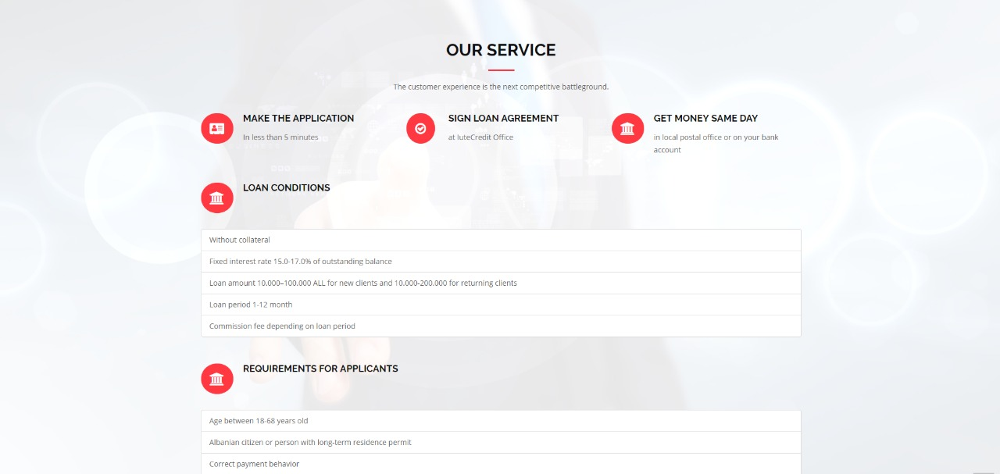 OUR SERVICE
The customer experience is the next competitive battleground.
MAKE THE APPLICATION
In less than 5 minutes
SIGN LOAN AGREEMENT
at IuteCredit Office
GET MONEY SAME DAY
in local postal office or on your bank
account
LOAN CONDITIONS
Without collateral
Fixed interest rate 15.0-17.0% of outstanding balance
Loan amount 10.000–100.000 ALL for new clients and 10.000-200.000 for returning clients
Loan period 1-12 month
Commission fee depending on loan period
REQUIREMENTS FOR APPLICANTS
Age between 18-68 years old
Albanian citizen or person with long-term residence permit
Correct payment behavior